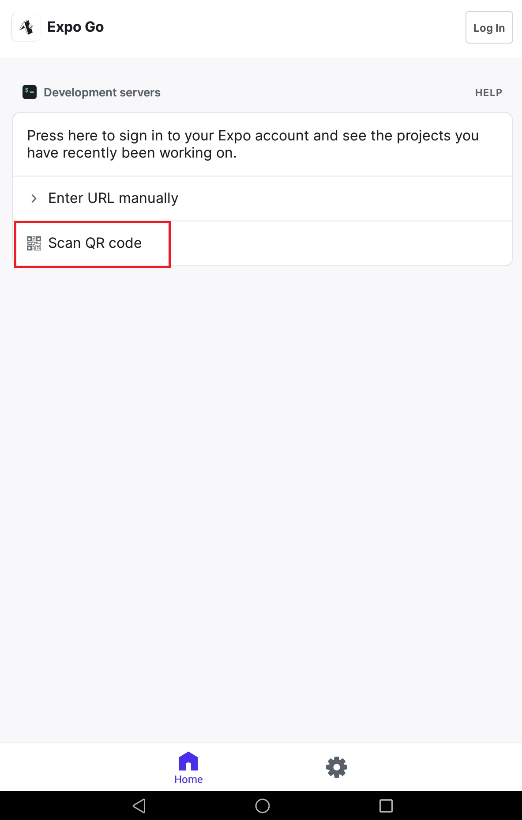 Expo Go
Log In
Development servers
HELP
Press here to sign in to your Expo account and see the projects you
have recently been working on.
Enter URL manually
Scan QR code
Home